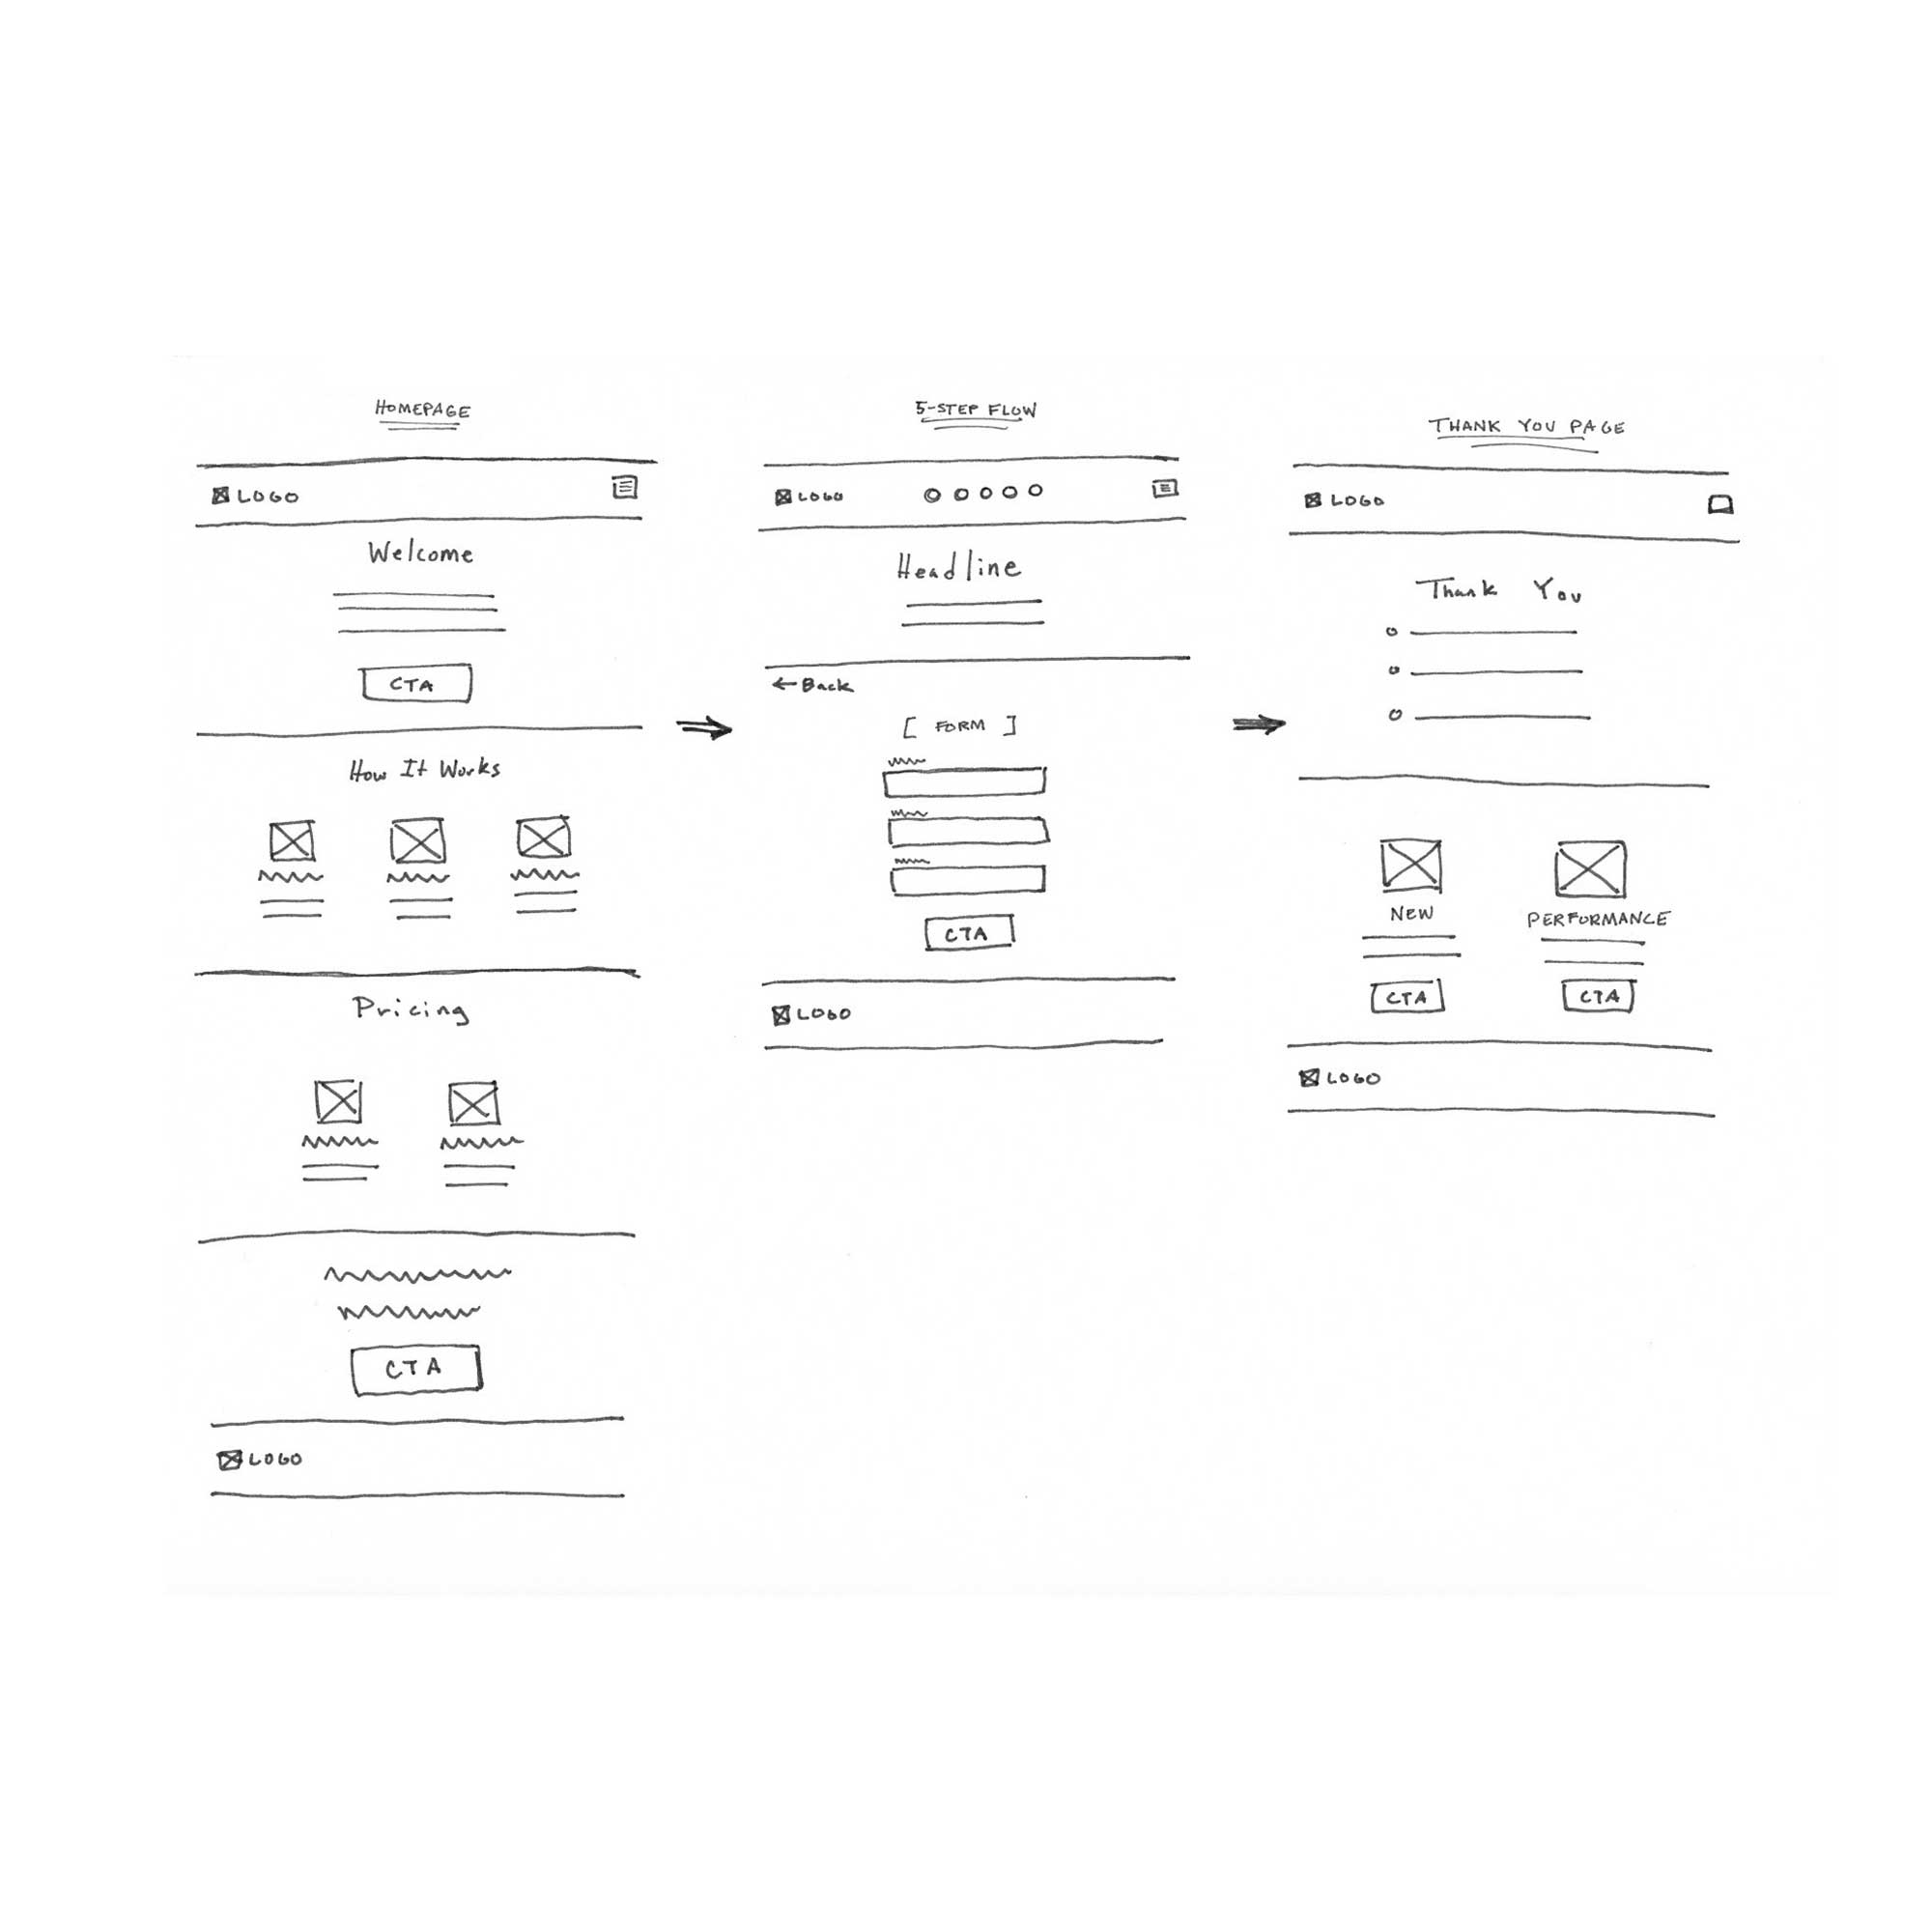 HOMEPAGE
LOGO
Welcome
CTA
How It Works
Pricing
CTA
LOGO
5-STEP FLOW
LOGO
Headline
←Back
[ FORM ]
CTA
LOGO
THANK YOU PAGE
LOGO
Thank You
NEW
PERFORMANCE
CTA
CTA
LOGO